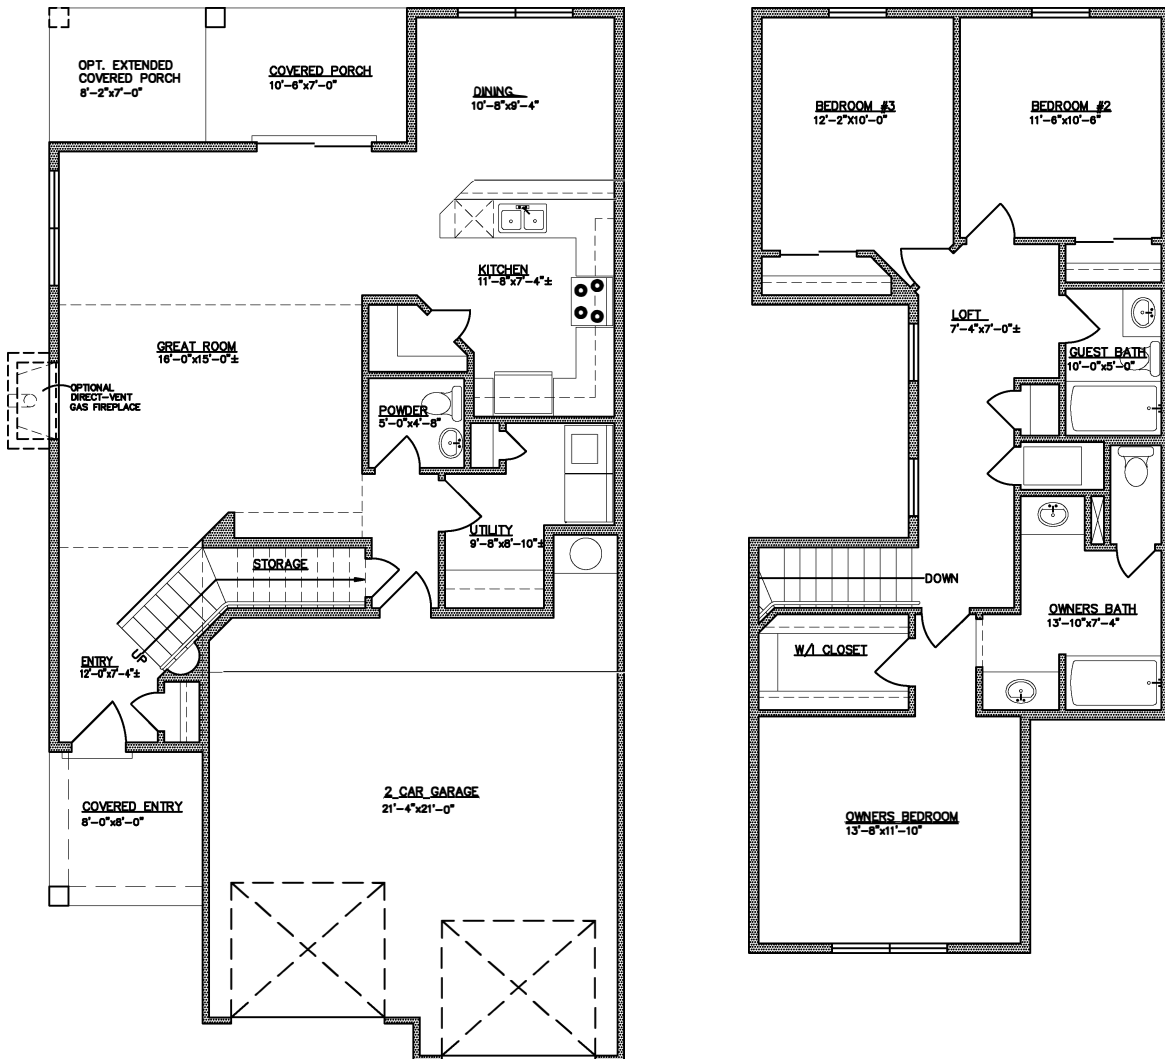 OPT. EXTENDED
COVERED PORCH
8'-2"x7'-0"
COVERED PORCH
10'-6"x7'-0"
DINING
10'-8"x9'-4"
KITCHEN
11'-8"x7'-4"±
GREAT ROOM
16'-0"x15'-0"±
OPTIONAL
DIRECT-VENT
GAS FIREPLACE
POWDER
5'-0"x4'-8"
UTILITY
9'-8"x8'-10"±
STORAGE
UP
ENTRY
12'-0"x7'-4"±
COVERED ENTRY
8'-0"x8'-0"
2 CAR GARAGE
21'-4"x21'-0"
BEDROOM #3
12'-2"X10'-0"
BEDROOM #2
11'-6"x10'-6"
LOFT
7'-4"x7'-0"±
GUEST BATH
10'-0"x5'-0"
DOWN
OWNERS BATH
13'-10"x7'-4"
W/I CLOSET
OWNERS BEDROOM
13'-8"x11'-10"